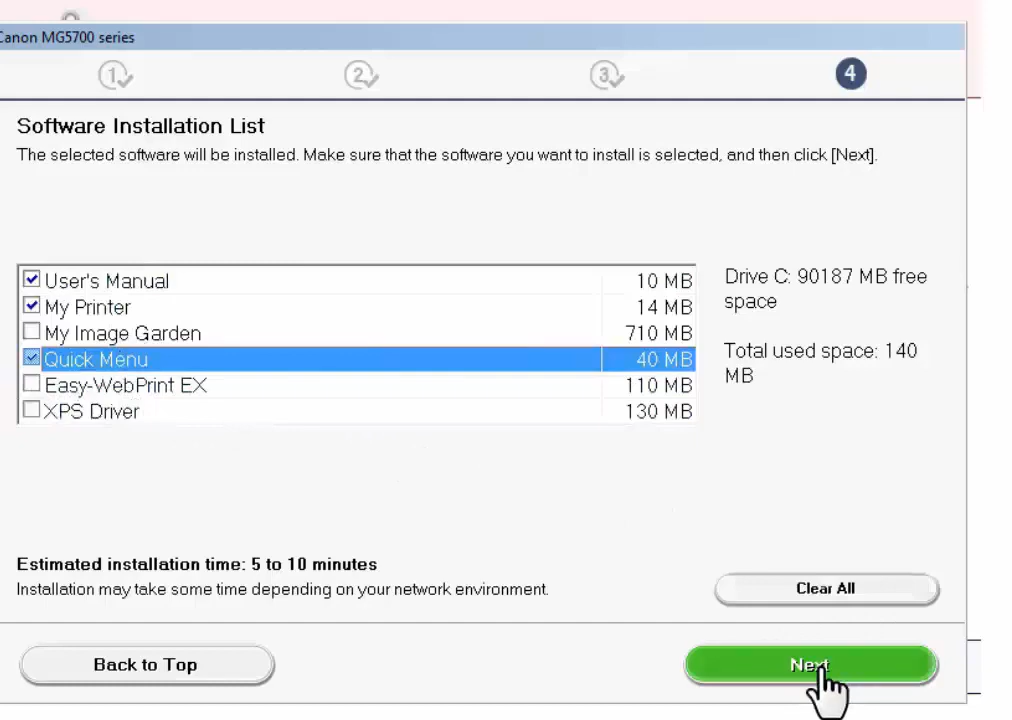 Canon MG5700 series
1
2
3
4
Software Installation List
The selected software will be installed. Make sure that the software you want to install is selected, and then click [Next].
User's Manual 10 MB
My Printer 14 MB
My Image Garden 710 MB
Quick Menu 40 MB
Easy-WebPrint EX 110 MB
XPS Driver 130 MB
Drive C: 90187 MB free
space
Total used space: 140
MB
Estimated installation time: 5 to 10 minutes
Installation may take some time depending on your network environment.
Clear All
Back to Top
Next